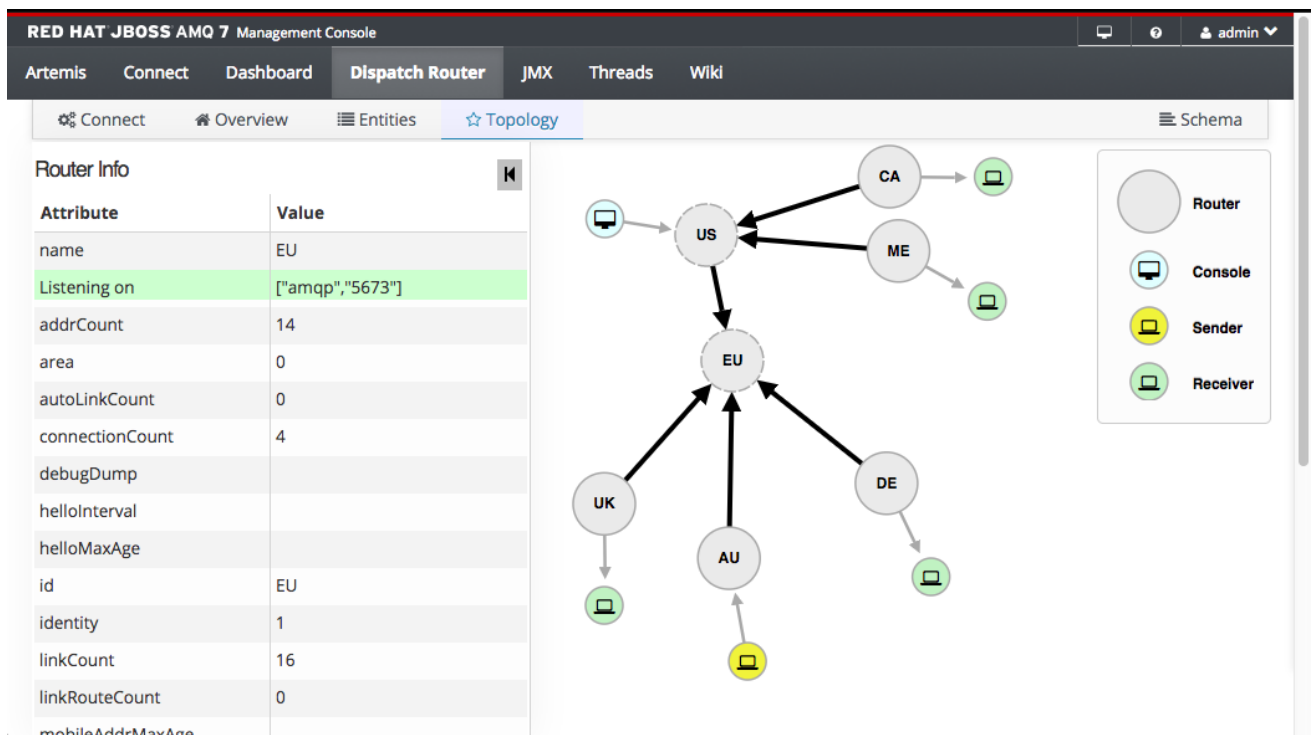 RED HAT JBOSS AMQ 7 Management Console
admin
Artemis Connect Dashboard Dispatch Router JMX Threads Wiki
Connect Overview Entities Topology Schema
Router Info
Attribute Value
name EU
Listening on ["amqp","5673"]
addrCount 14
area 0
autoLinkCount 0
connectionCount 4
debugDump
helloInterval
helloMaxAge
id EU
identity 1
linkCount 16
linkRouteCount 0
mobileAddrMaxAge
CA
US
ME
EU
UK
DE
AU
Router
Console
Sender
Receiver